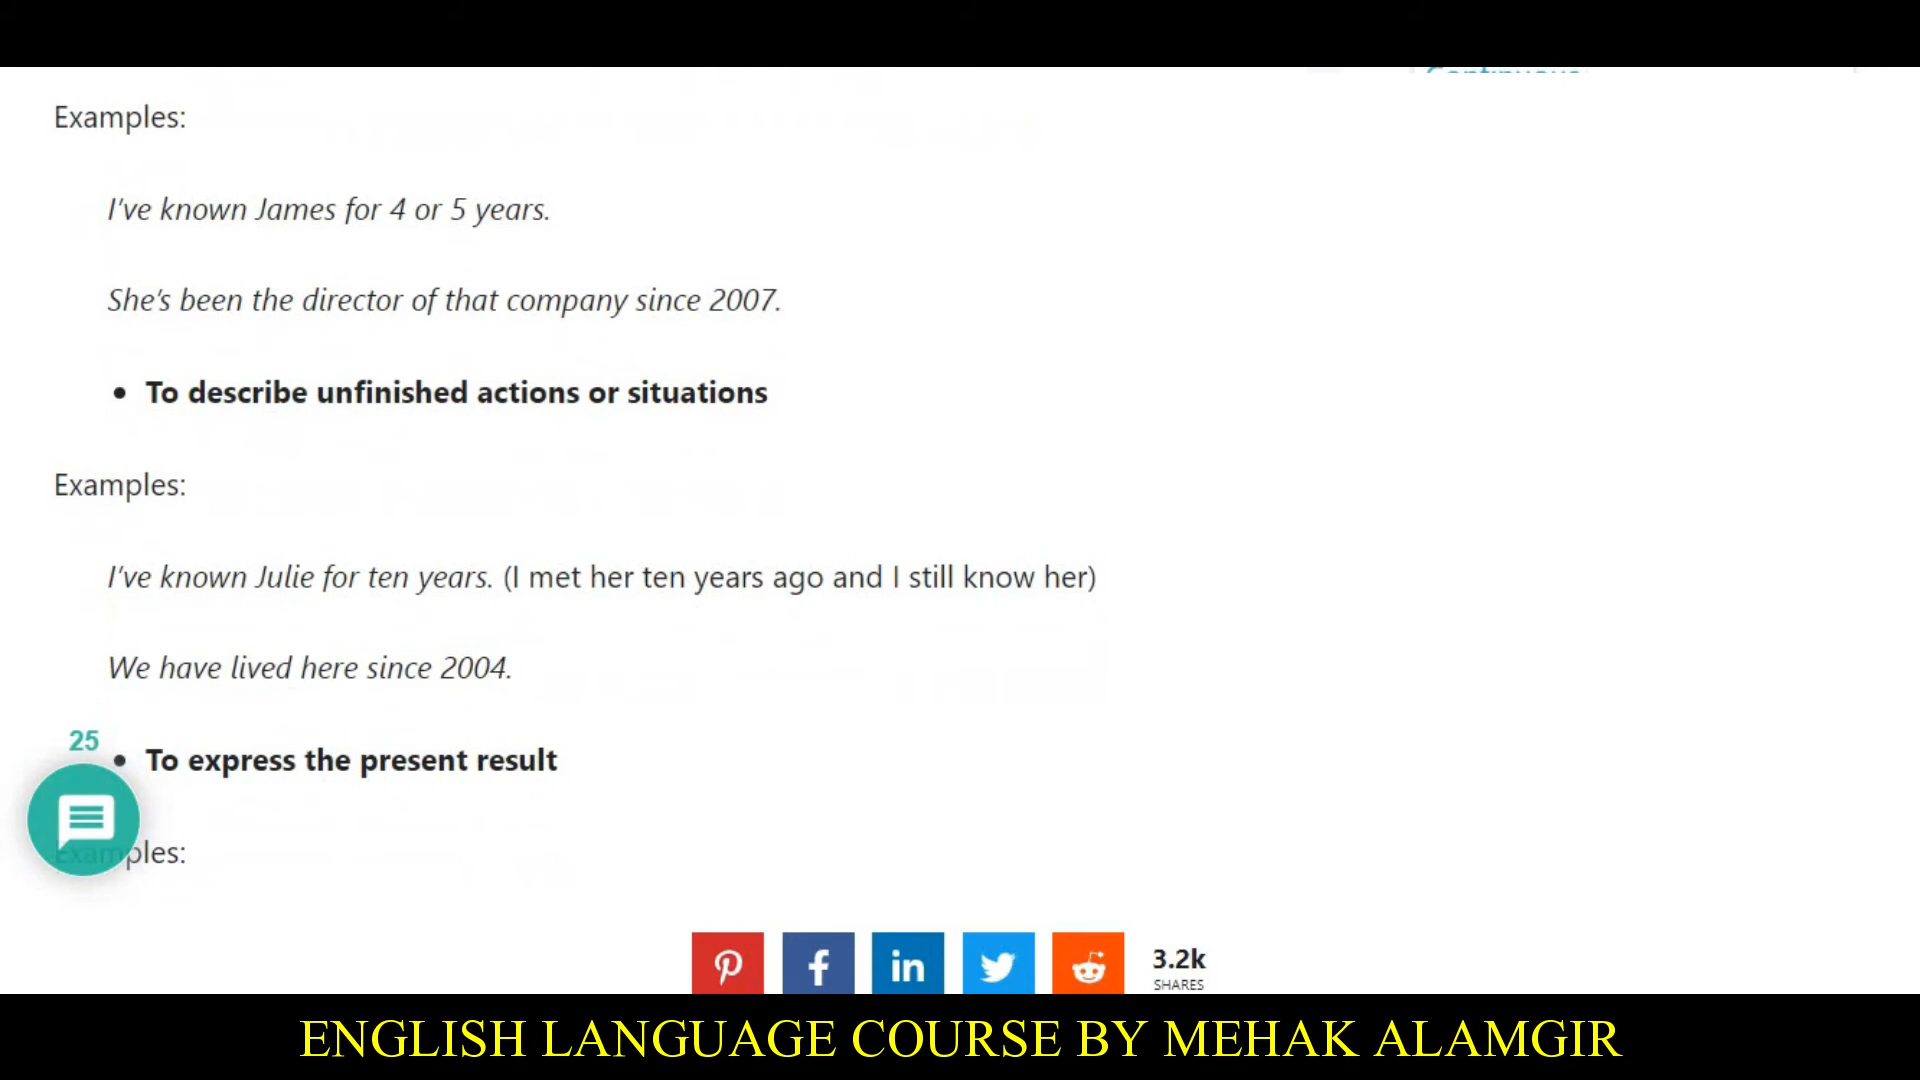 Continuous
Examples:
I've known James for 4 or 5 years.
She's been the director of that company since 2007.
• To describe unfinished actions or situations
Examples:
I've known Julie for ten years. (I met her ten years ago and I still know her)
We have lived here since 2004.
25
• To express the present result
Examples:
3.2k
SHARES
ENGLISH LANGUAGE COURSE BY MEHAK ALAMGIR